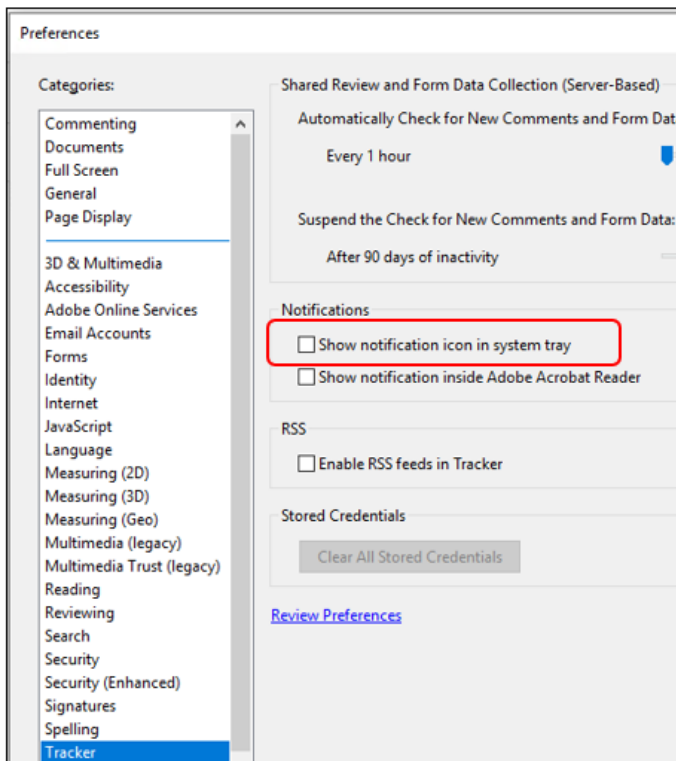 Preferences
Categories:
Commenting
Documents
Full Screen
General
Page Display
3D & Multimedia
Accessibility
Adobe Online Services
Email Accounts
Forms
Identity
Internet
JavaScript
Language
Measuring (2D)
Measuring (3D)
Measuring (Geo)
Multimedia (legacy)
Multimedia Trust (legacy)
Reading
Reviewing
Search
Security
Security (Enhanced)
Signatures
Spelling
Tracker
Shared Review and Form Data Collection (Server-Based)
Automatically Check for New Comments and Form Dat
Every 1 hour
Suspend the Check for New Comments and Form Data:
After 90 days of inactivity
Notifications
Show notification icon in system tray
Show notification inside Adobe Acrobat Reader
RSS
Enable RSS feeds in Tracker
Stored Credentials
Clear All Stored Credentials
Review Preferences